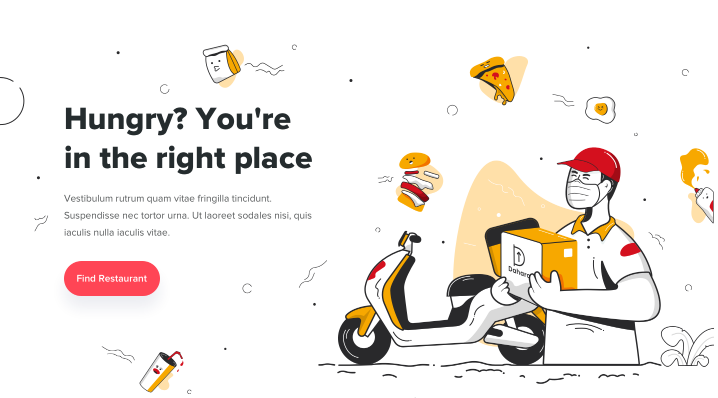 Hungry? You're
in the right place
Vestibulum rutrum quam vitae fringilla tincidunt.
Suspendisse nec tortor urna. Ut laoreet sodales nisi, quis
iaculis nulla iaculis vitae.
Find Restaurant